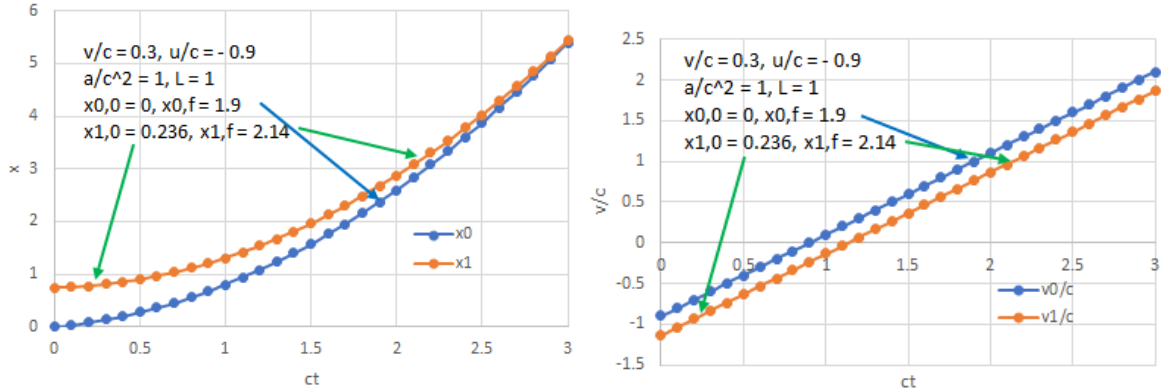 6
5
4
3
2
1
0
x
v/c = 0.3, u/c = - 0.9
a/c^2 = 1, L = 1
x0,0 = 0, x0,f = 1.9
x1,0 = 0.236, x1,f = 2.14
x0
x1
0 0.5 1 1.5 2 2.5 3
ct
2.5
2
1.5
1
0.5
0
-0.5
-1
-1.5
v/c
v/c = 0.3, u/c = - 0.9
a/c^2 = 1, L = 1
x0,0 = 0, x0,f = 1.9
x1,0 = 0.236, x1,f = 2.14
0 0.5 1 1.5 2 2.5 3
v0/c
v1/c
ct